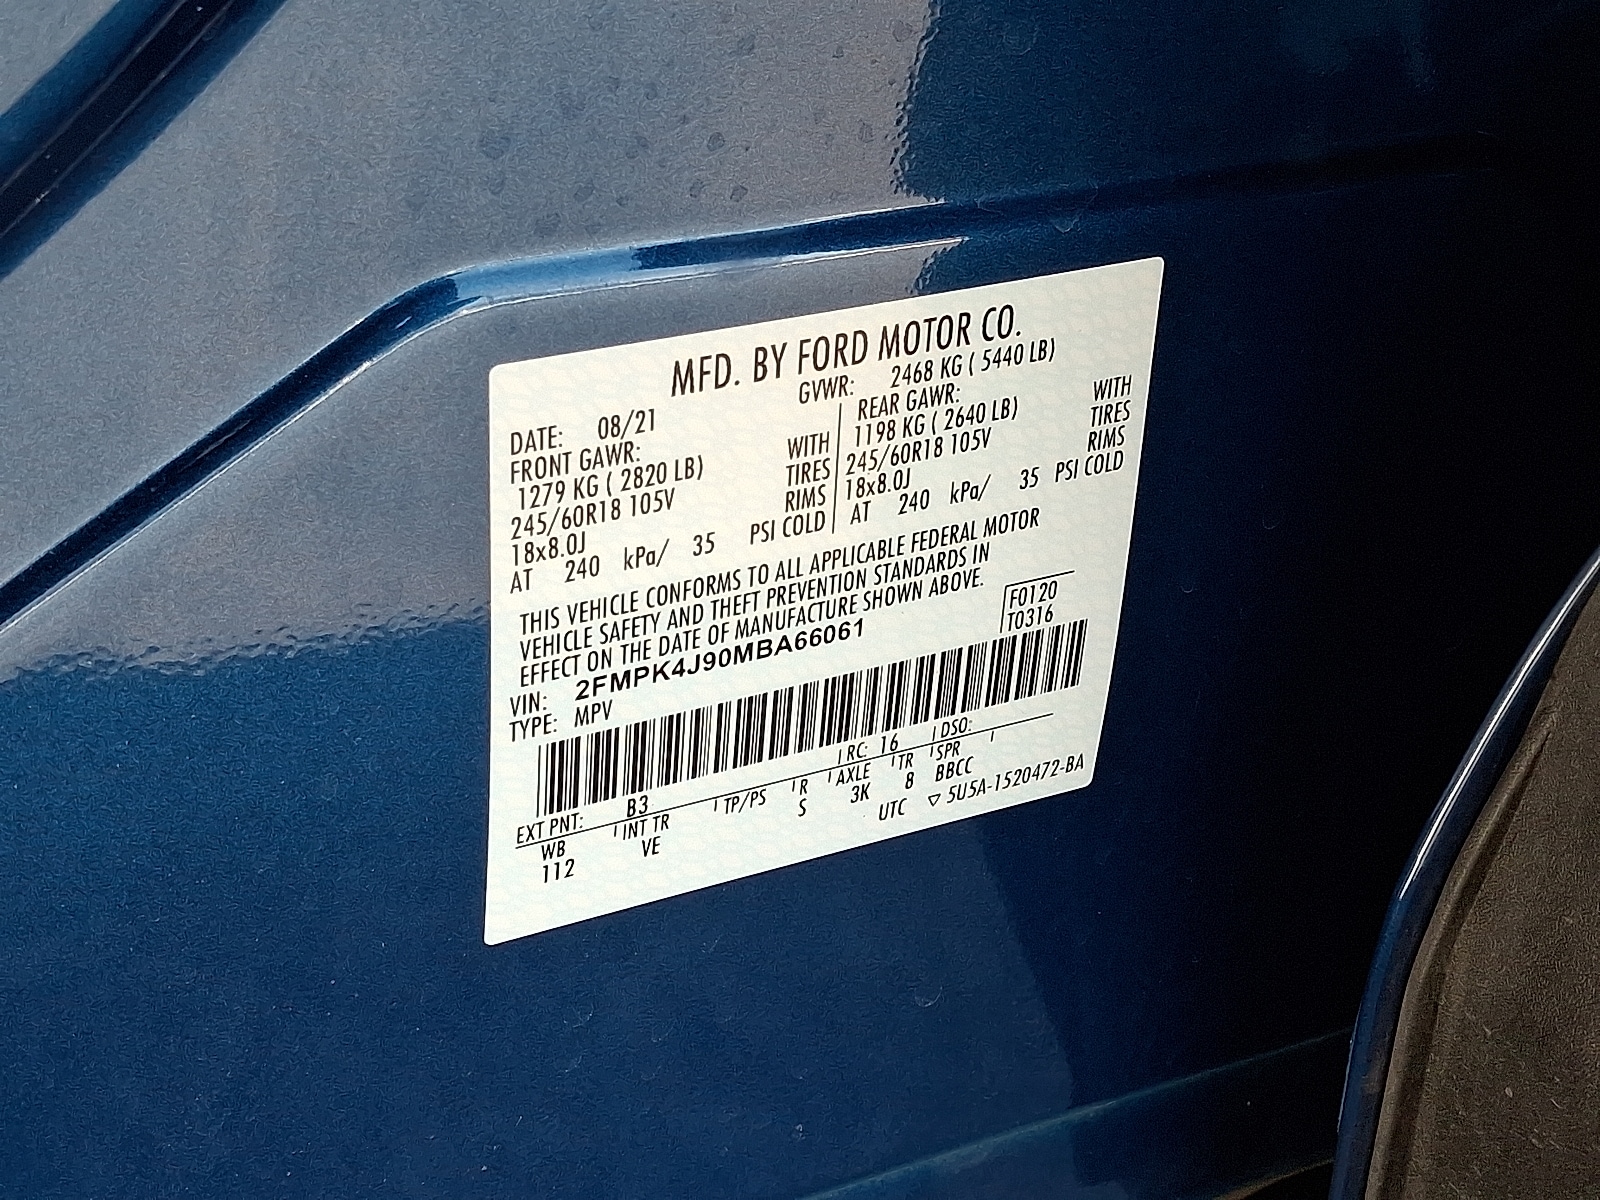 MFD. BY FORD MOTOR CO.
DATE: 08/21 GVWR: 2468 KG ( 5440 LB)
FRONT GAWR: REAR GAWR:
1279 KG ( 2820 LB) WITH 1198 KG ( 2640 LB) WITH
245/60R18 105V TIRES 245/60R18 105V TIRES
18x8.0J RIMS 18x8.0J RIMS
AT 240 kPa/ 35 PSI COLD AT 240 kPa/ 35 PSI COLD
THIS VEHICLE CONFORMS TO ALL APPLICABLE FEDERAL MOTOR
VEHICLE SAFETY AND THEFT PREVENTION STANDARDS IN
EFFECT ON THE DATE OF MANUFACTURE SHOWN ABOVE.
F0120
T0316
VIN: 2FMPK4J90MBA66061
TYPE: MPV
EXT PNT: B3 RC: 16 DSO:
WB INT TR TP/PS R AXLE TR SPR
112 VE S 3K 8 BBCC
UTC ▽ 5U5A-1520472-BA